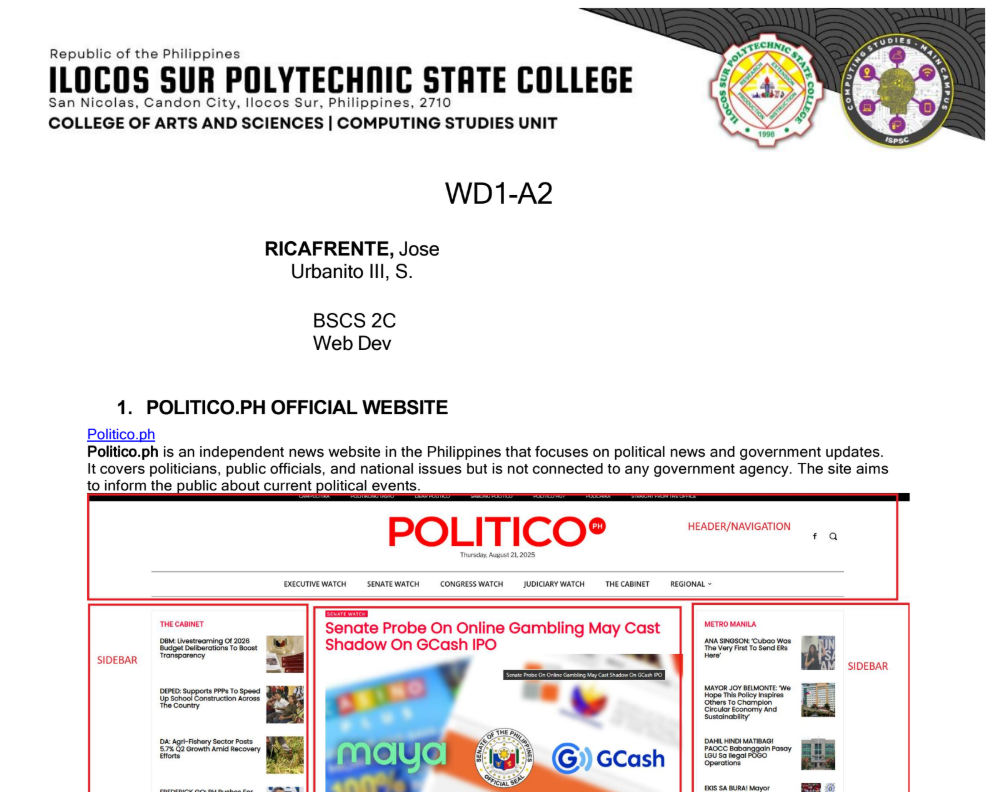 Republic of the Philippines
ILOCOS SUR POLYTECHNIC STATE COLLEGE
San Nicolas, Candon City, Ilocos Sur, Philippines, 2710
COLLEGE OF ARTS AND SCIENCES | COMPUTING STUDIES UNIT
ILOCOS SUR POLYTECHNIC STATE COLLEGE
RESEARCH
EXTENSION
PRODUCTION
INSTRUCTION
1998
COMPUTING STUDIES - MAIN CAMPUS
ISPSC
WD1-A2
RICAFRENTE, Jose
Urbanito III, S.
BSCS 2C
Web Dev
1. POLITICO.PH OFFICIAL WEBSITE
Politico.ph
Politico.ph is an independent news website in the Philippines that focuses on political news and government updates.
It covers politicians, public officials, and national issues but is not connected to any government agency. The site aims
to inform the public about current political events.
POLITICO PH
HEADER/NAVIGATION
f
Thursday, August 21, 2025
EXECUTIVE WATCH SENATE WATCH CONGRESS WATCH JUDICIARY WATCH THE CABINET REGIONAL
SIDEBAR
THE CABINET
DBM: Livestreaming Of 2026
Budget Deliberations To Boost
Transparency
DEPED: Supports PPPs To Speed
Up School Construction Across
The Country
DA: Agri-Fishery Sector Posts
5.7% Q2 Growth Amid Recovery
Efforts
SENATE WATCH
Senate Probe On Online Gambling May Cast
Shadow On GCash IPO
Senate Probe On Online Gambling May Cast Shadow On GCash IPO
CASINO
PLUS
100%
maya
SENATE OF THE PHILIPPINES
OFFICIAL SEAL
GCash
METRO MANILA
ANA SINGSON: 'Cubao Was
The Very First To Send ERs
Here'
MAYOR JOY BELMONTE: 'We
Hope This Policy Inspires
Others To Champion
Circular Economy And
Sustainability'
DAHIL HINDI MATIBAG!
PAOCC Babanggain Pasay
LGU Sa Ilegal POGO
Operations
EKIS SA BURA! Mayor
SIDEBAR